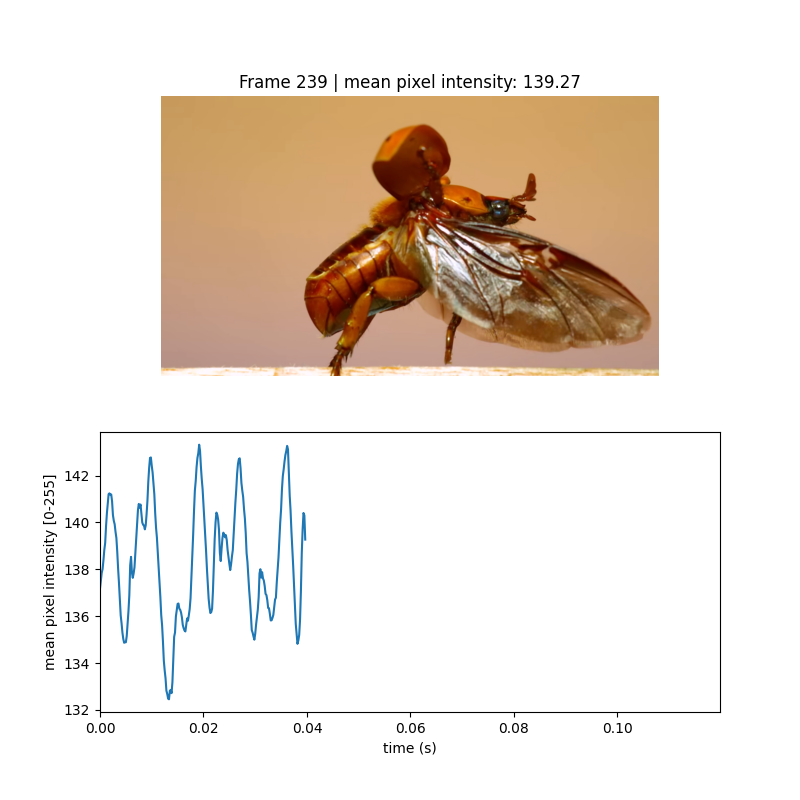 Frame 239 | mean pixel intensity: 139.27
mean pixel intensity [0-255]
142
140
138
136
134
132
0.00 0.02 0.04 0.06 0.08 0.10
time (s)